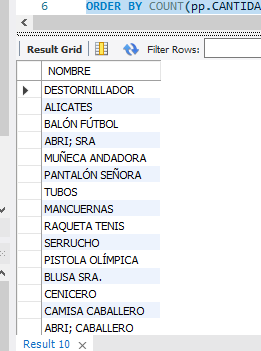 6 ORDER BY COUNT(pp.CANTIDA
Result Grid Filter Rows:
NOMBRE
DESTORNILLADOR
ALICATES
BALÓN FÚTBOL
ABRI; SRA
MUÑECA ANDADORA
PANTALÓN SEÑORA
TUBOS
MANCUERNAS
RAQUETA TENIS
SERRUCHO
PISTOLA OLÍMPICA
BLUSA SRA.
CENICERO
CAMISA CABALLERO
ABRI; CABALLERO
Result 10